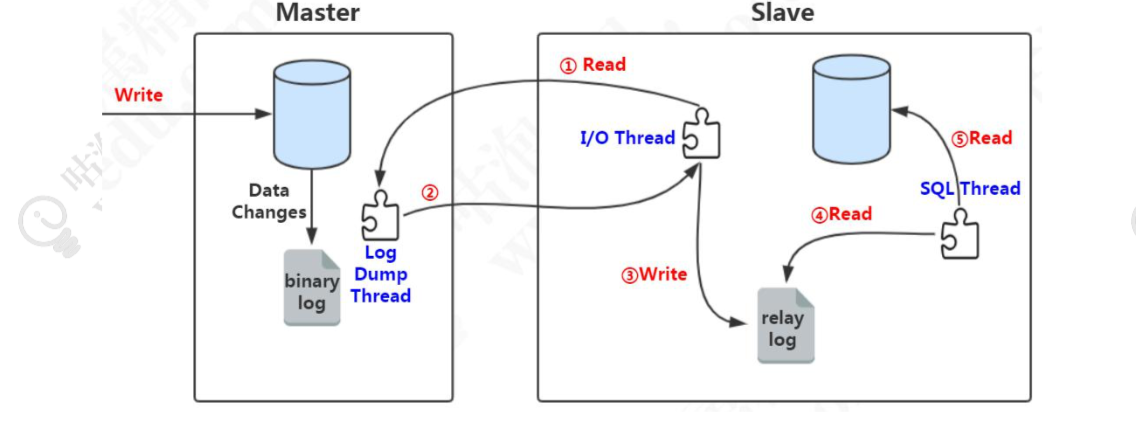 Master
Slave
Write
① Read
I/O Thread
⑤Read
Data
Changes
②
SQL Thread
④Read
Log
Dump
Thread
binary
log
③Write
relay
log